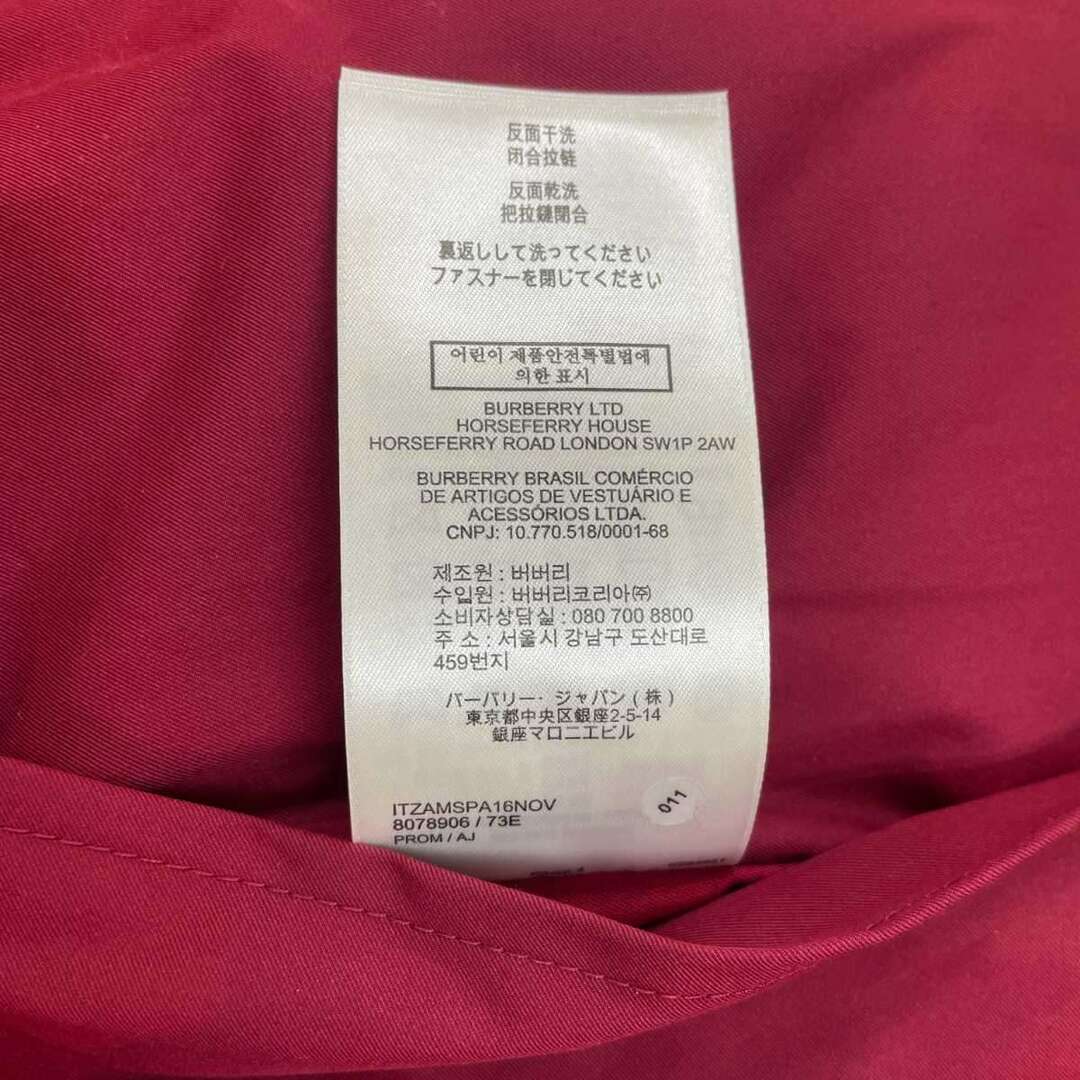 反面干洗
闭合拉链
反面乾洗
把拉鏈閉合
裏返しして洗ってください
ファスナーを閉じてください
어린이 제품안전특별법에
의한 표시
BURBERRY LTD
HORSEFERRY HOUSE
HORSEFERRY ROAD LONDON SW1P 2AW
BURBERRY BRASIL COMÉRCIO
DE ARTIGOS DE VESTUÁRIO E
ACESSÓRIOS LTDA.
CNPJ: 10.770.518/0001-68
제조원 : 버버리
수입원 : 버버리코리아㈜
소비자상담실 : 080 700 8800
주 소 : 서울시 강남구 도산대로
459번지
バーバリー・ジャパン ( 株 )
東京都中央区銀座2-5-14
銀座マロニエビル
ITZAMSPA16NOV
8078906 / 73E
PROM / AJ
011